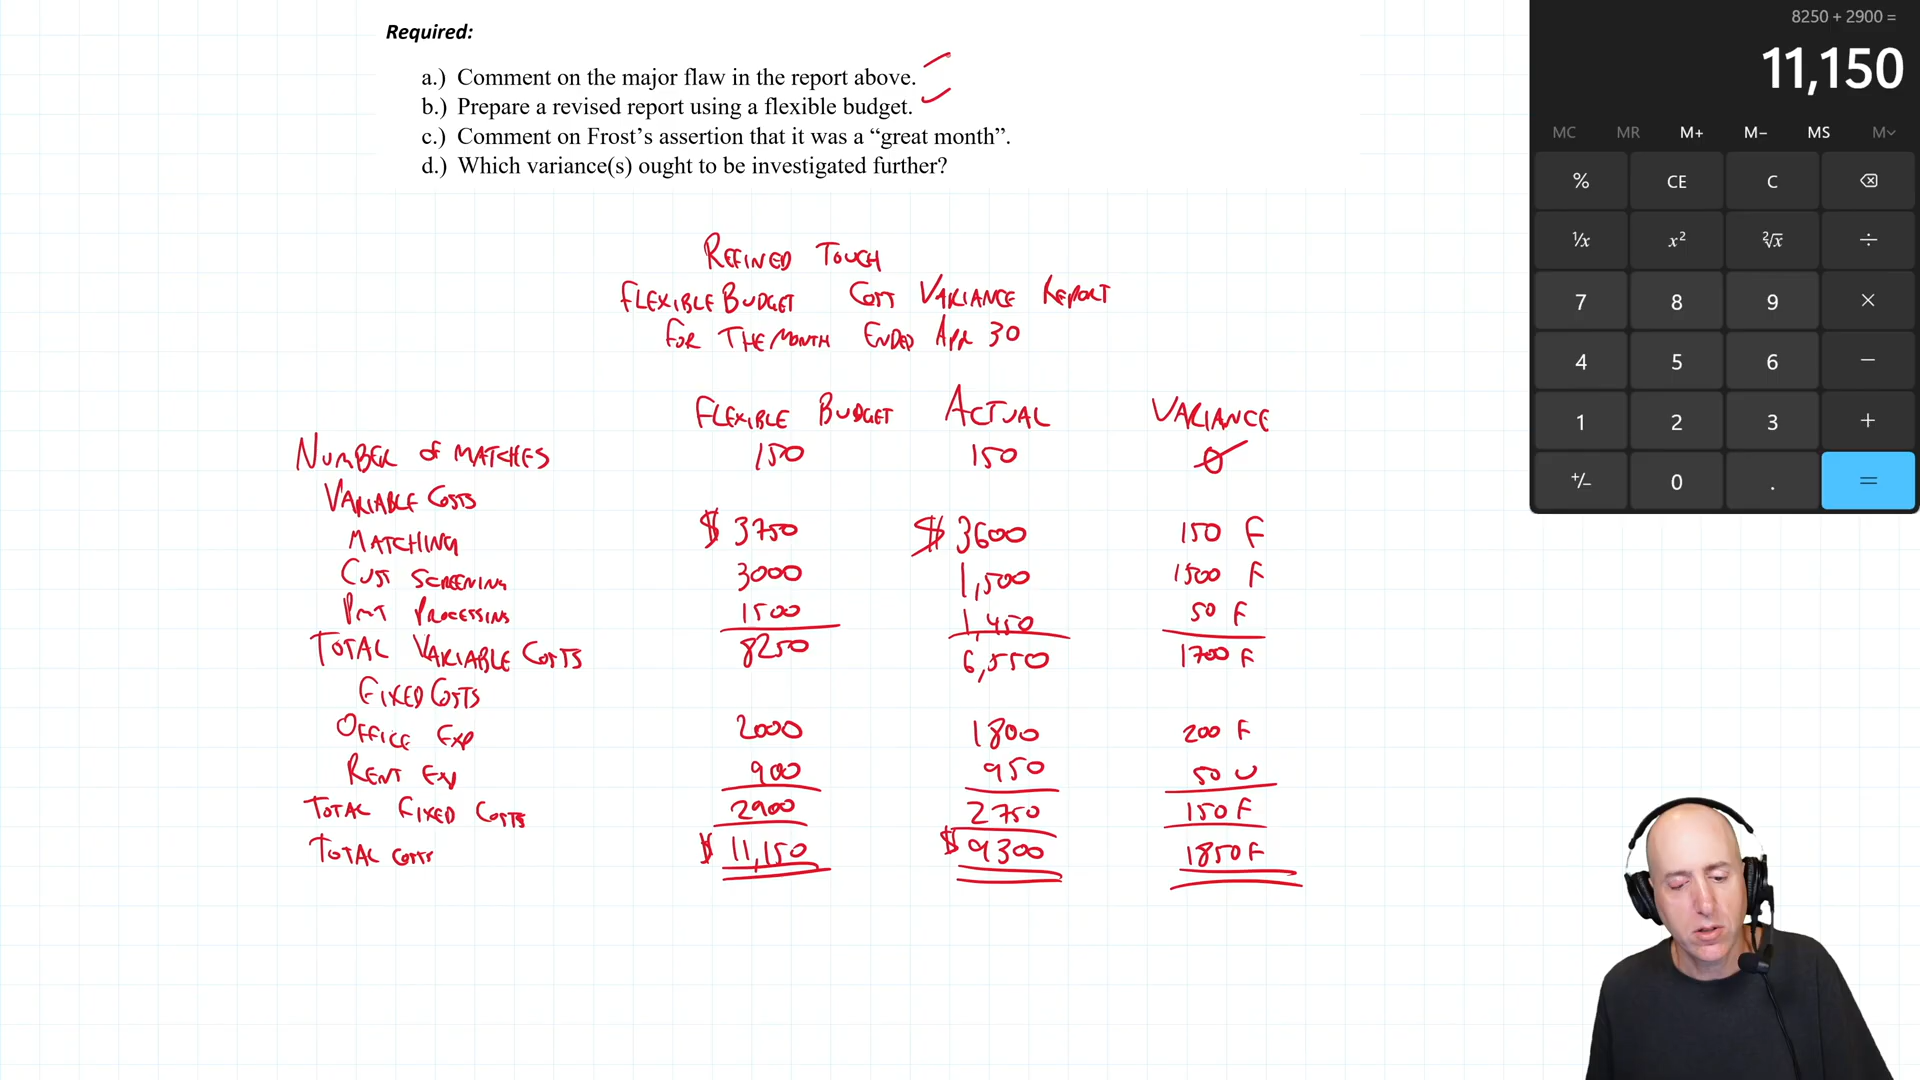 Required:
a.) Comment on the major flaw in the report above.
b.) Prepare a revised report using a flexible budget.
c.) Comment on Frost's assertion that it was a “great month”.
d.) Which variance(s) ought to be investigated further?
REFINED TOUCH
FLEXIBLE BUDGET COST VARIANCE REPORT
FOR THE MONTH ENDED APR 30
FLEXIBLE BUDGET ACTUAL VARIANCE
NUMBER OF MATCHES 150 150 0
VARIABLE COSTS
MATCHING $ 3750 $ 3600 150 F
CUST SCREENING 3000 1,500 1500 F
PMT PROCESSING 1500 1,450 50 F
TOTAL VARIABLE COSTS 8250 6,550 1700 F
FIXED COSTS
OFFICE EXP 2000 1800 200 F
RENT EXP 900 950 50 U
TOTAL FIXED COSTS 2900 2750 150 F
TOTAL COSTS $ 11,150 $ 9300 1850 F
8250 + 2900 =
11,150
MC MR M+ M− MS M˅
% CE C ⌫
⅟x x² ²√x ÷
7 8 9 ×
4 5 6 −
1 2 3 +
+/− 0 . =